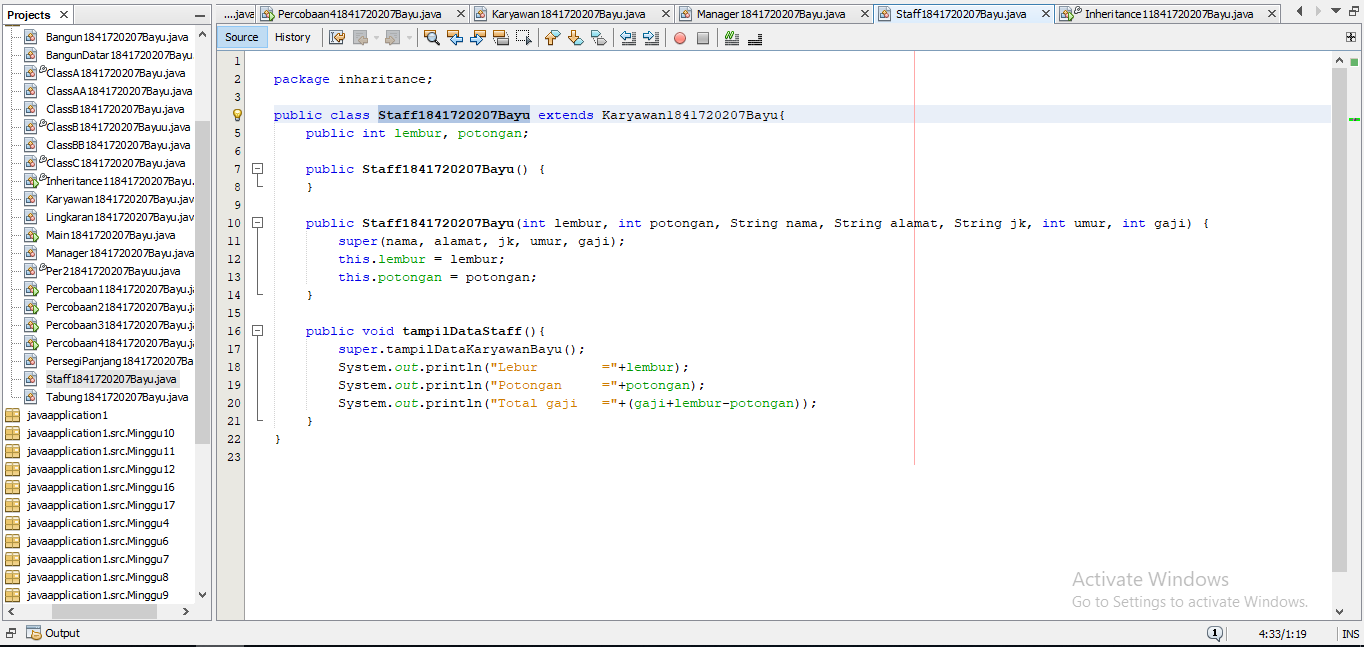 Projects
....java
Percobaan41841720207Bayu.java
Karyawan1841720207Bayu.java
Manager1841720207Bayu.java
Staff1841720207Bayu.java
Inheritance11841720207Bayu.java
Source
History
Bangun1841720207Bayu.java
BangunDatar1841720207Bayu
ClassA1841720207Bayu.java
ClassAA1841720207Bayu.java
ClassB1841720207Bayu.java
ClassB1841720207Bayuu.java
ClassBB1841720207Bayu.java
ClassC1841720207Bayu.java
Inheritance11841720207Bayu.
Karyawan1841720207Bayu.jav
Lingkaran1841720207Bayu.jav
Main1841720207Bayu.java
Manager1841720207Bayu.java
Per21841720207Bayuu.java
Percobaan11841720207Bayu.j
Percobaan21841720207Bayu.j
Percobaan31841720207Bayu.j
Percobaan41841720207Bayu.j
PersegiPanjang1841720207Ba
Staff1841720207Bayu.java
Tabung1841720207Bayu.java
javaapplication1
javaapplication1.src.Minggu10
javaapplication1.src.Minggu11
javaapplication1.src.Minggu12
javaapplication1.src.Minggu16
javaapplication1.src.Minggu17
javaapplication1.src.Minggu4
javaapplication1.src.Minggu6
javaapplication1.src.Minggu7
javaapplication1.src.Minggu8
javaapplication1.src.Minggu9
1
2 package inharitance;
3
public class Staff1841720207Bayu extends Karyawan1841720207Bayu{
5 public int lembur, potongan;
6
7 public Staff1841720207Bayu() {
8 }
9
10 public Staff1841720207Bayu(int lembur, int potongan, String nama, String alamat, String jk, int umur, int gaji) {
11 super(nama, alamat, jk, umur, gaji);
12 this.lembur = lembur;
13 this.potongan = potongan;
14 }
15
16 public void tampilDataStaff(){
17 super.tampilDataKaryawanBayu();
18 System.out.println("Lebur        ="+lembur);
19 System.out.println("Potongan     ="+potongan);
20 System.out.println("Total gaji   ="+(gaji+lembur-potongan));
21 }
22 }
23
Activate Windows
Go to Settings to activate Windows.
Output
1
4:33/1:19
INS